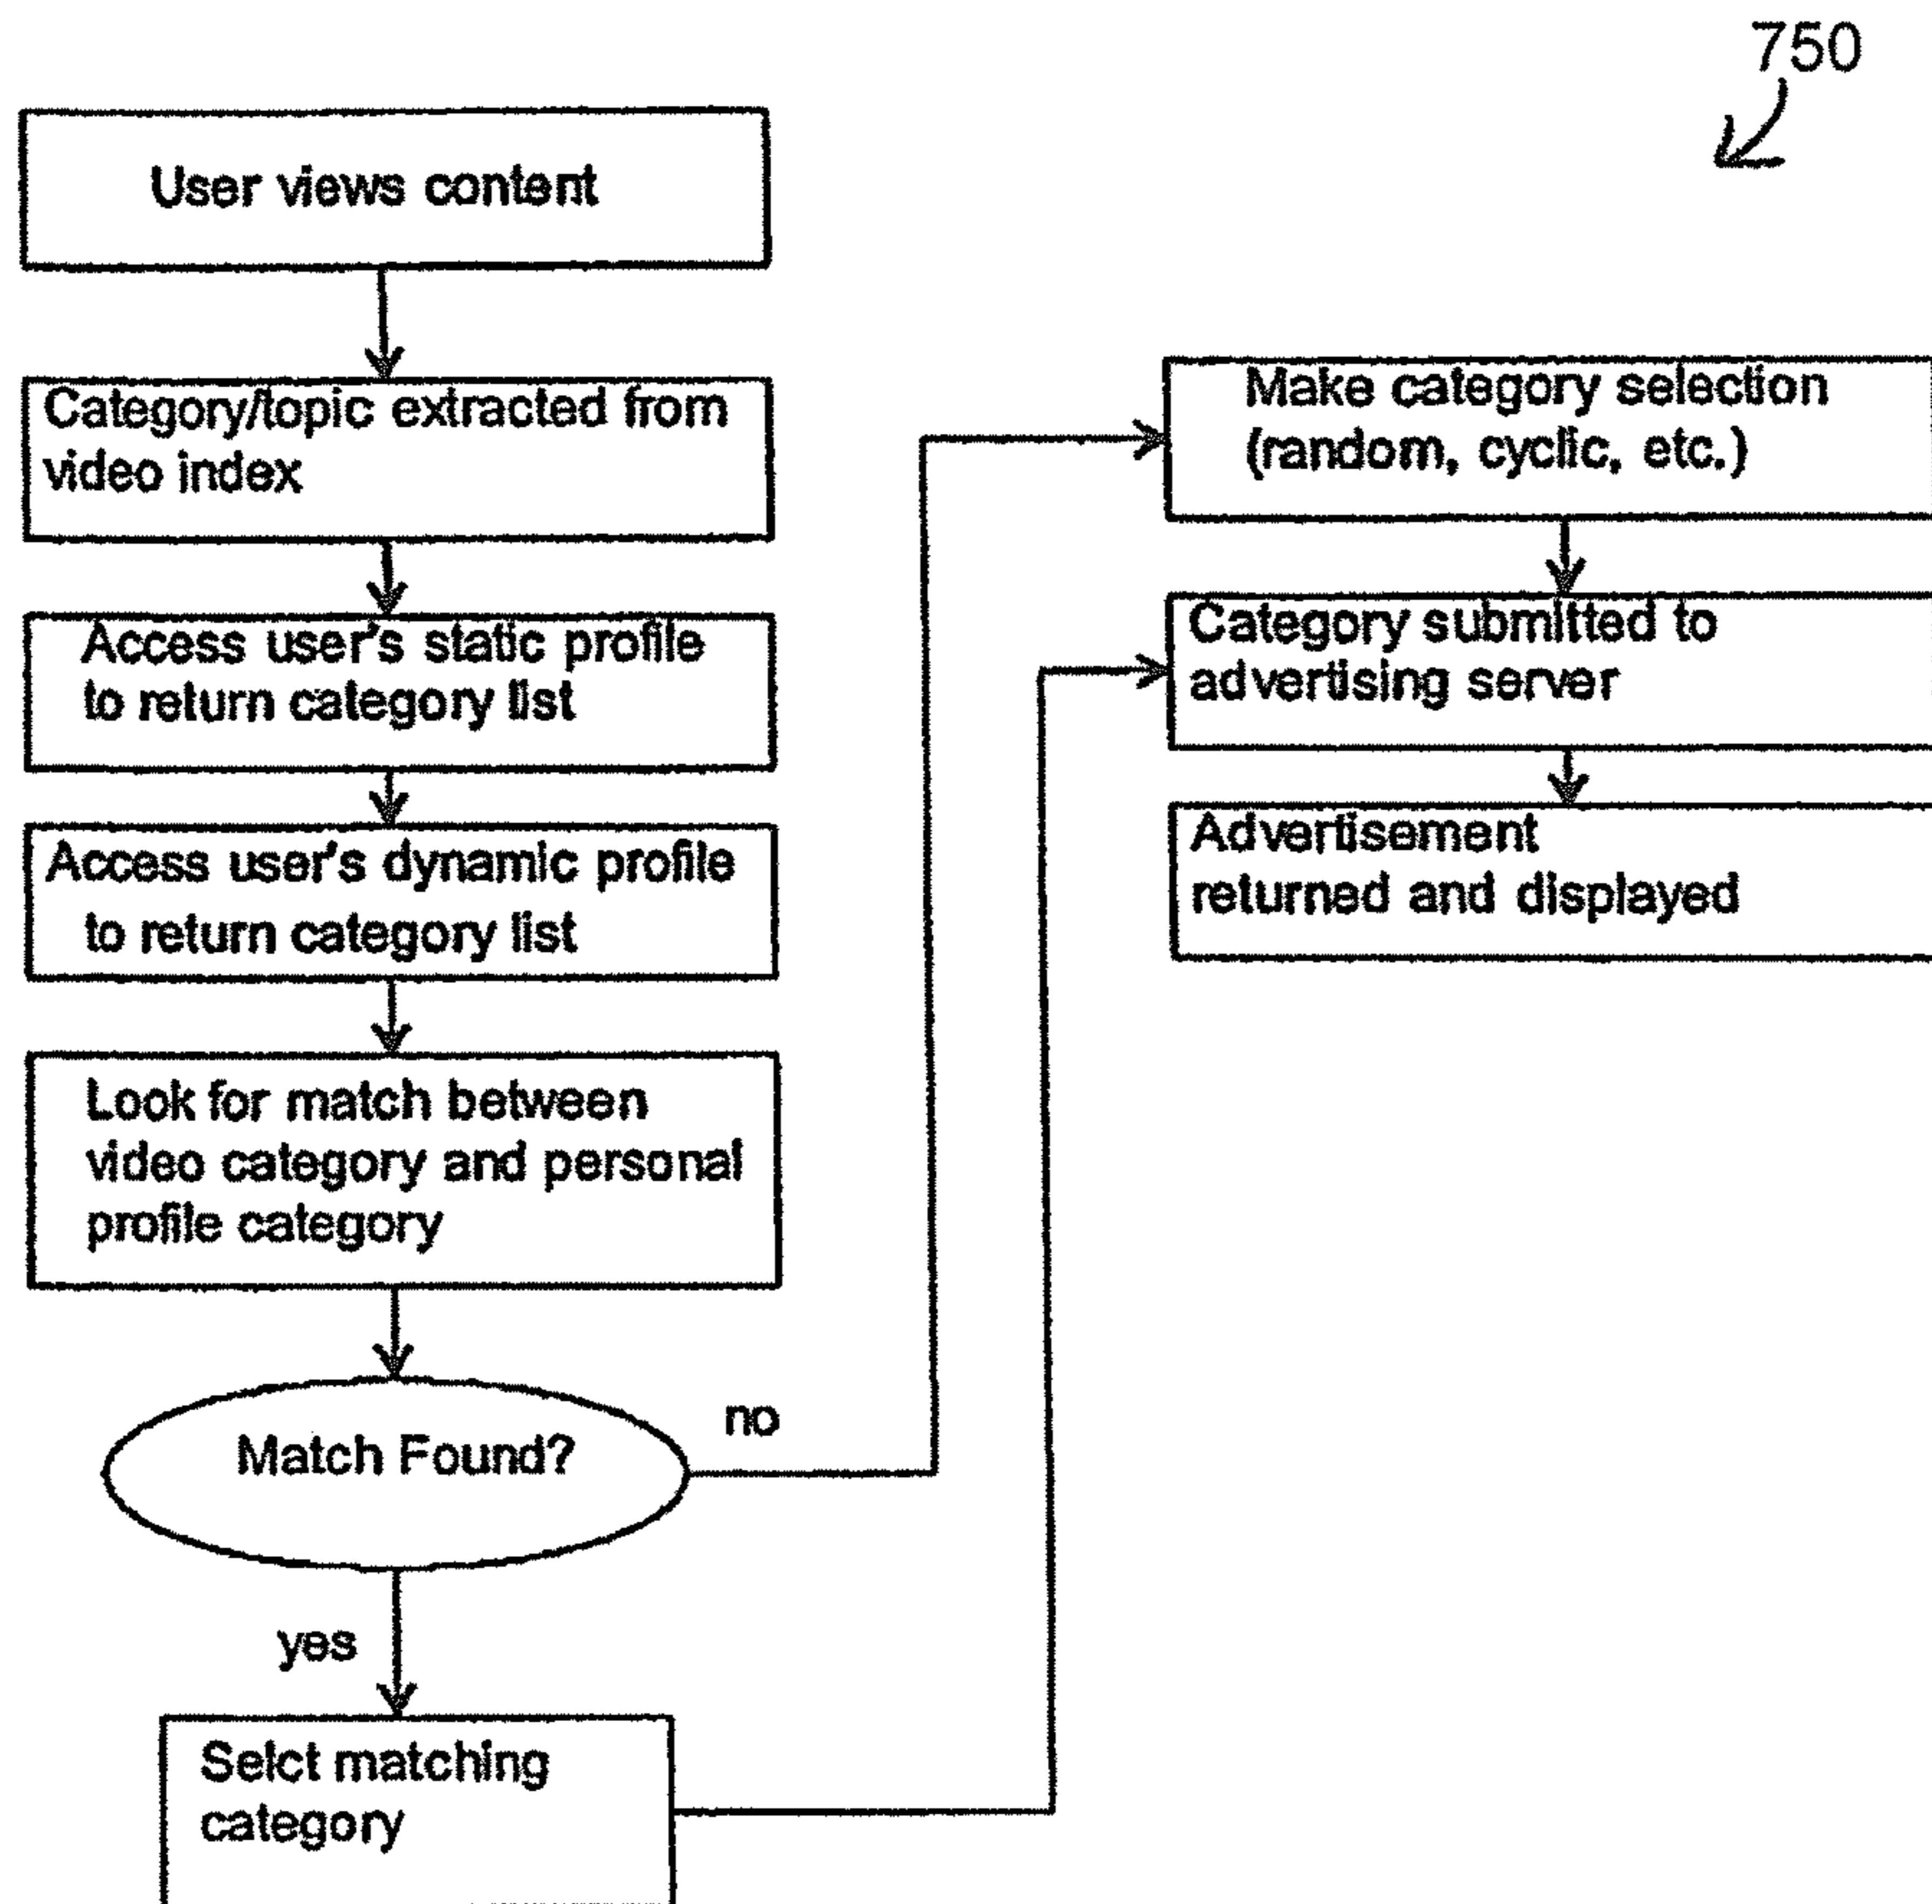 750
User views content
Category/topic extracted from
video index
Access user's static profile
to return category list
Access user's dynamic profile
to return category list
Look for match between
video category and personal
profile category
Match Found?
no
yes
Selct matching
category
Make category selection
(random, cyclic, etc.)
Category submitted to
advertising server
Advertisement
returned and displayed